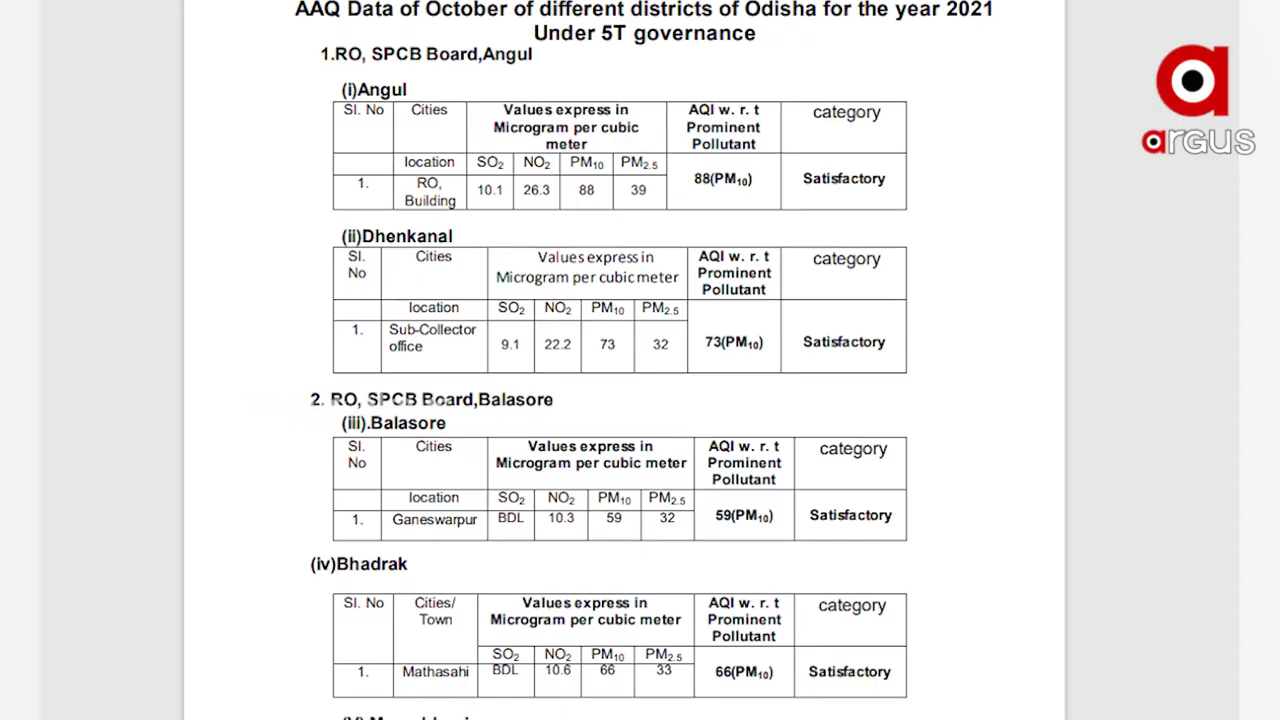 AAQ Data of October of different districts of Odisha for the year 2021
Under 5T governance
1.RO, SPCB Board,Angul
(i)Angul
Sl. No Cities Values express in Microgram per cubic meter AQI w. r. t Prominent Pollutant category
location SO2 NO2 PM10 PM2.5
1. RO, Building 10.1 26.3 88 39 88(PM10) Satisfactory
(ii)Dhenkanal
Sl. No Cities Values express in Microgram per cubic meter AQI w. r. t Prominent Pollutant category
location SO2 NO2 PM10 PM2.5
1. Sub-Collector office 9.1 22.2 73 32 73(PM10) Satisfactory
2. RO, SPCB Board,Balasore
(iii).Balasore
Sl. No Cities Values express in Microgram per cubic meter AQI w. r. t Prominent Pollutant category
location SO2 NO2 PM10 PM2.5
1. Ganeswarpur BDL 10.3 59 32 59(PM10) Satisfactory
(iv)Bhadrak
Sl. No Cities/ Town Values express in Microgram per cubic meter AQI w. r. t Prominent Pollutant category
SO2 NO2 PM10 PM2.5
1. Mathasahi BDL 10.6 66 33 66(PM10) Satisfactory
argus